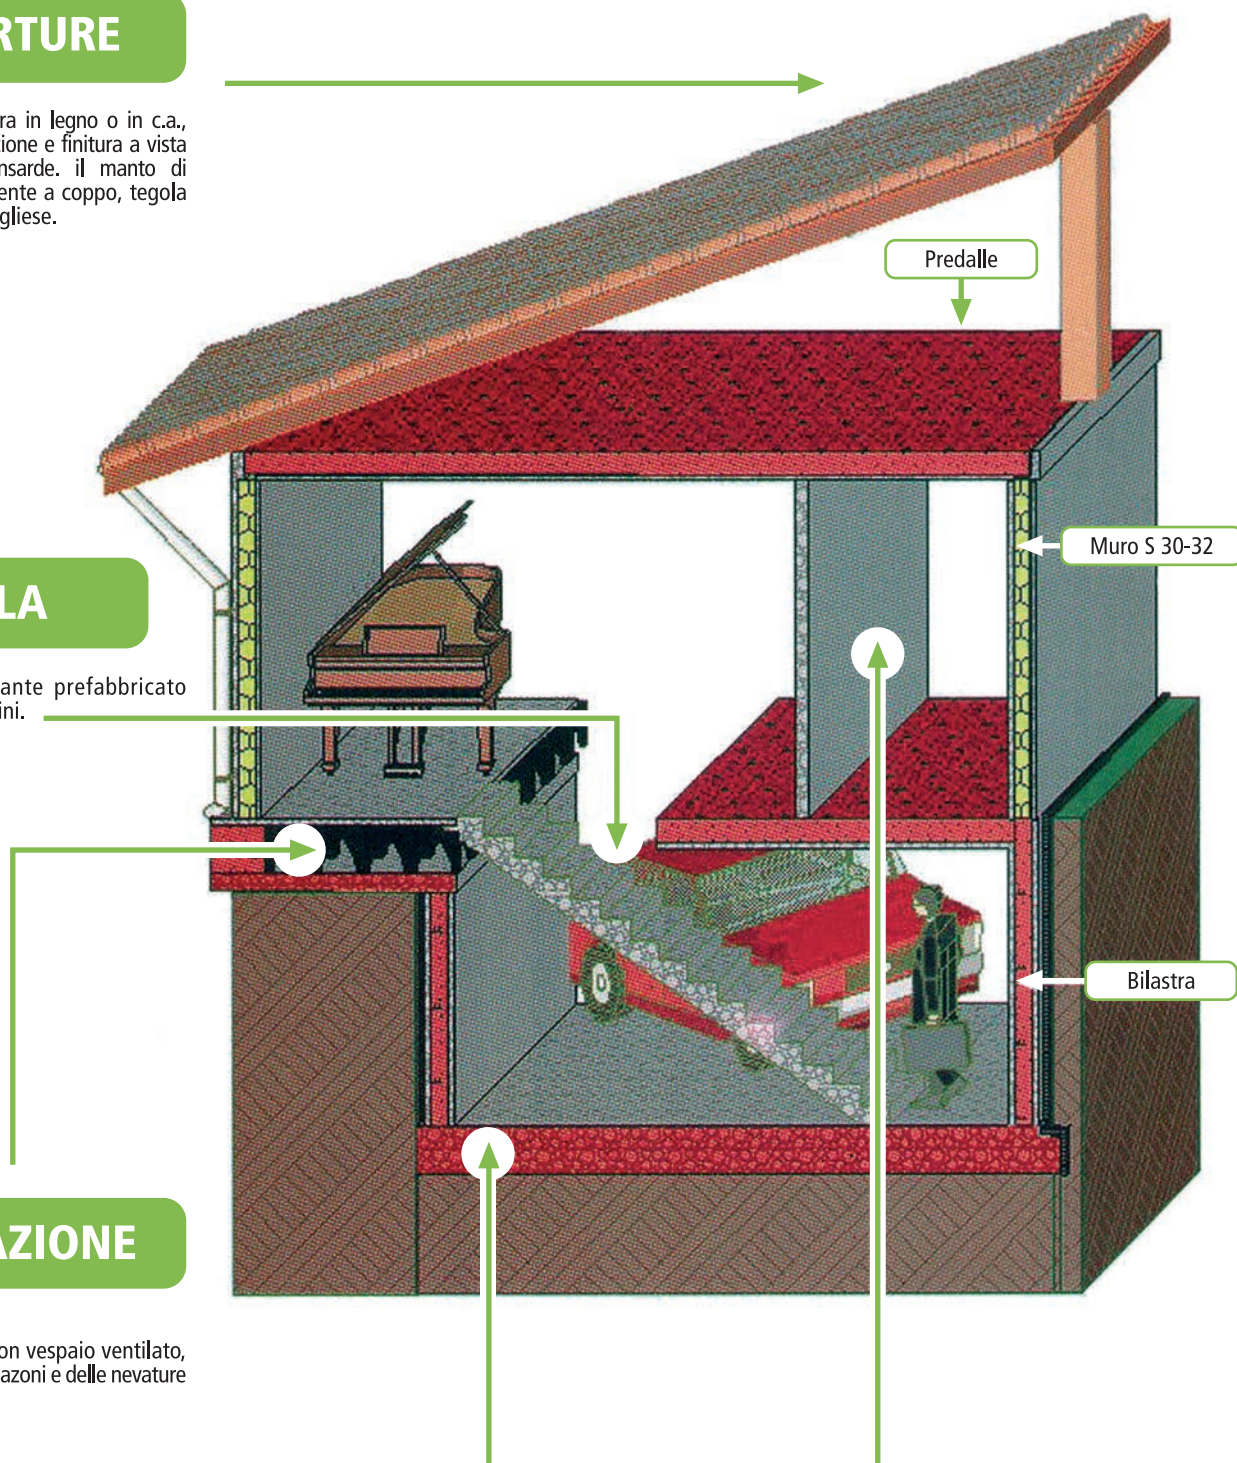 RTURE
ra in legno o in c.a.,
zione e finitura a vista
nsarde. il manto di
ente a coppo, tegola
gliese.
Predalle
Muro S 30-32
LA
ante prefabbricato
ini.
Bilastra
AZIONE
on vespaio ventilato,
azoni e delle nevature